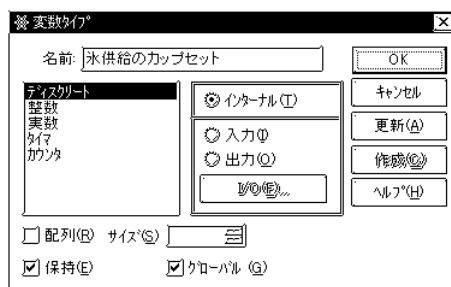 変数ﾀｲﾌﾟ
名前: 氷供給のカップセット
OK
ﾃﾞｨｽｸﾘｰﾄ
整数
実数
ﾀｲﾏ
ｶｳﾝﾀ
ｲﾝﾀｰﾅﾙ(T)
入力(I)
出力(O)
I/O(F)...
ｷｬﾝｾﾙ
更新(A)
作成(C)
ﾍﾙﾌﾟ(H)
配列(R) ｻｲｽﾞ(S)
保持(E) ｸﾞﾛｰﾊﾞﾙ (G)